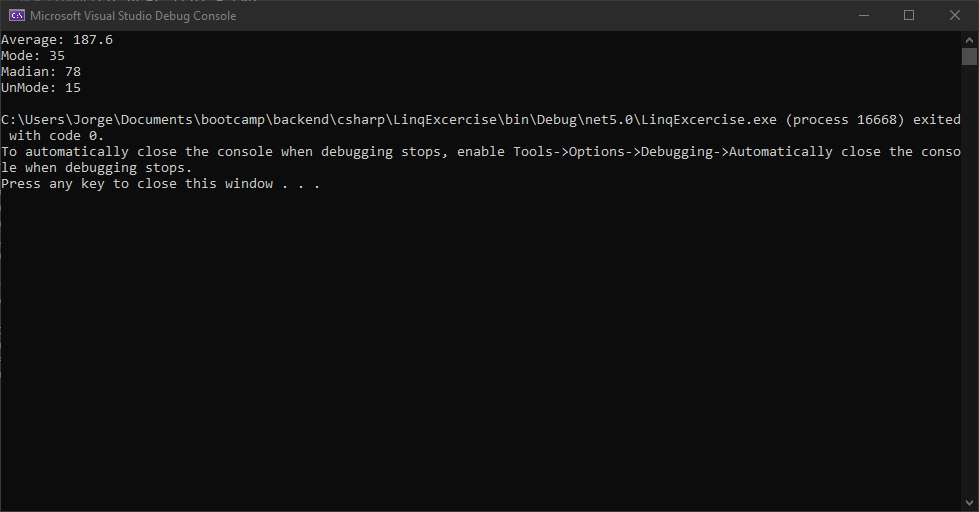 Microsoft Visual Studio Debug Console
Average: 187.6
Mode: 35
Madian: 78
UnMode: 15
C:\Users\Jorge\Documents\bootcamp\backend\csharp\LinqExcercise\bin\Debug\net5.0\LinqExcercise.exe (process 16668) exited
with code 0.
To automatically close the console when debugging stops, enable Tools->Options->Debugging->Automatically close the conso
le when debugging stops.
Press any key to close this window . . .